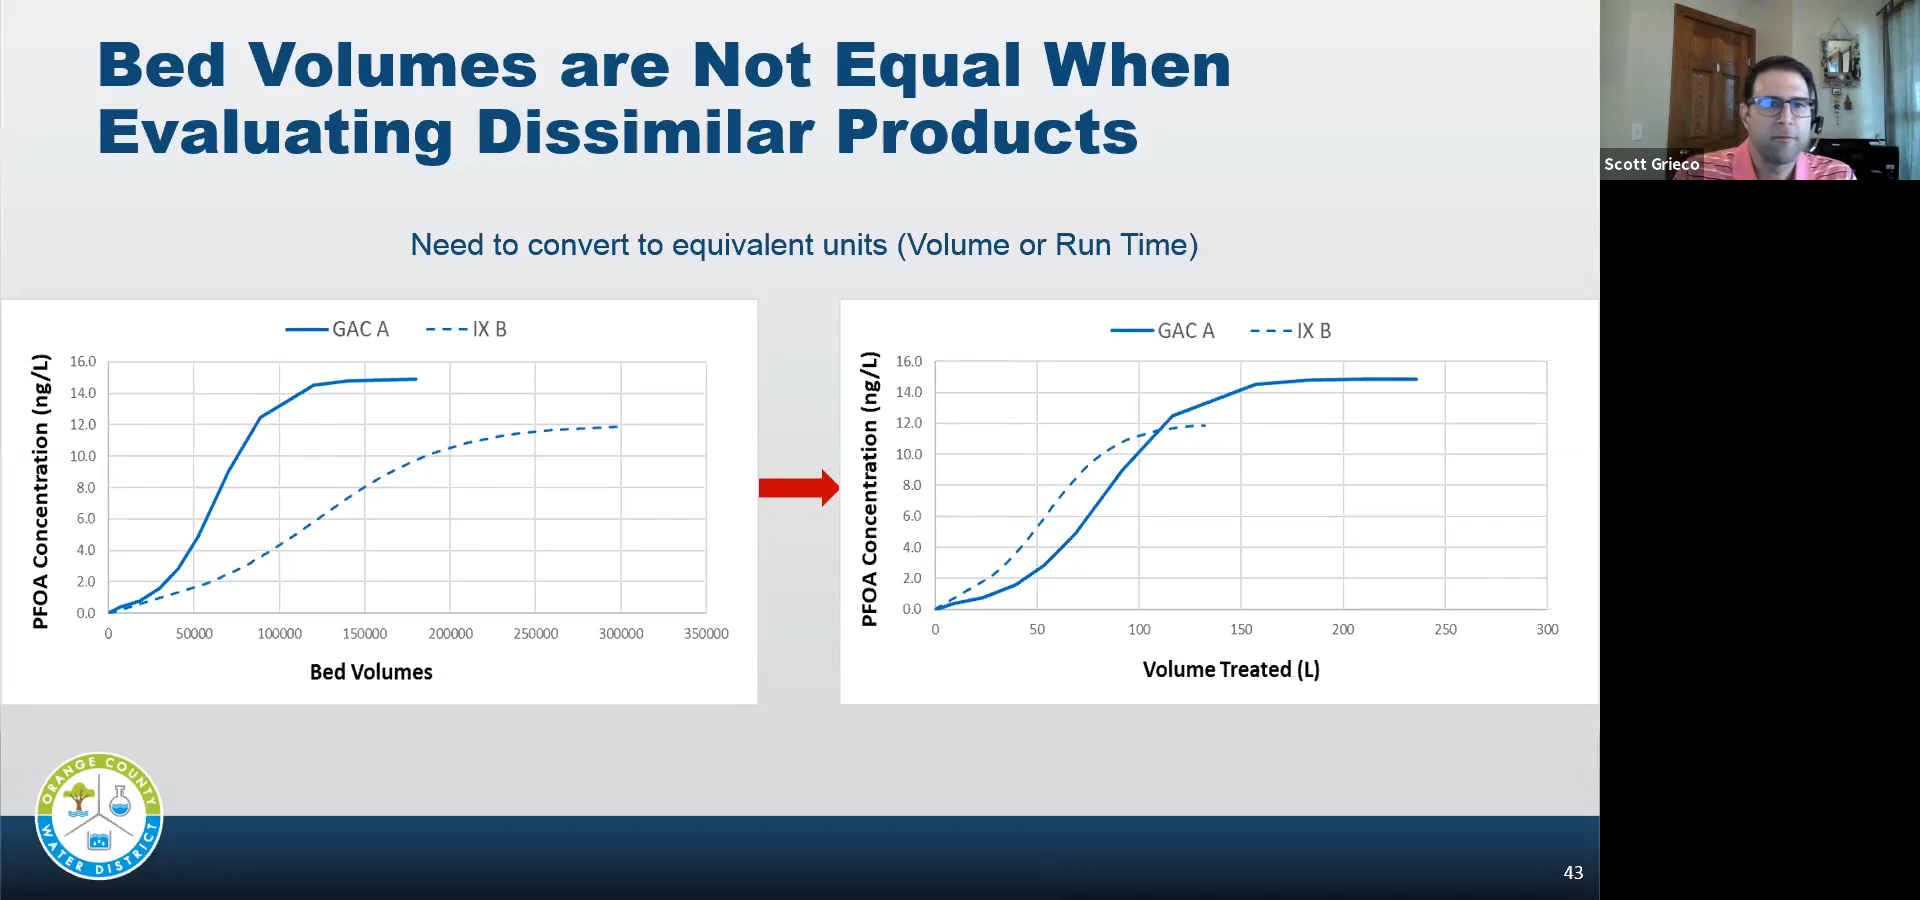 Bed Volumes are Not Equal When
Evaluating Dissimilar Products
Need to convert to equivalent units (Volume or Run Time)
GAC A
IX B
PFOA Concentration (ng/L)
16.0
14.0
12.0
10.0
8.0
6.0
4.0
2.0
0.0
0 50000 100000 150000 200000 250000 300000 350000
Bed Volumes
GAC A
IX B
PFOA Concentration (ng/L)
16.0
14.0
12.0
10.0
8.0
6.0
4.0
2.0
0.0
0 50 100 150 200 250 300
Volume Treated (L)
ORANGE COUNTY
WATER DISTRICT
43
Scott Grieco